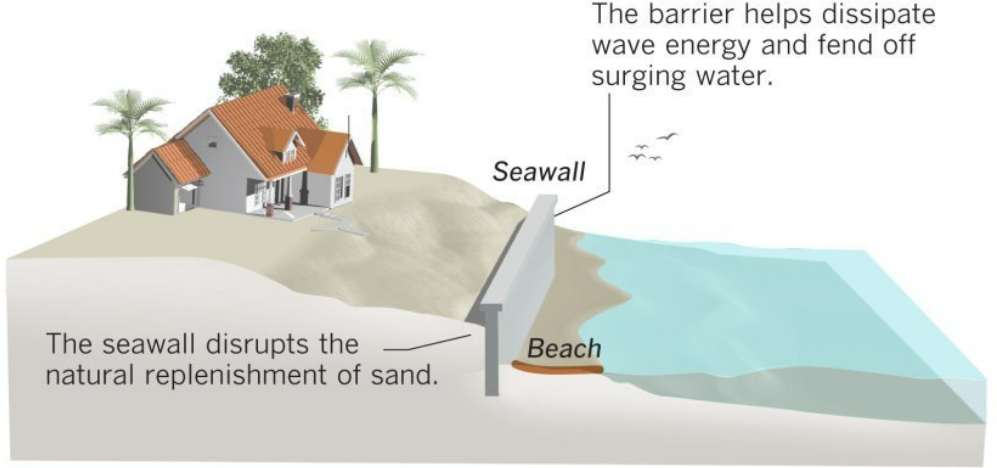 The barrier helps dissipate
wave energy and fend off
surging water.
Seawall
The seawall disrupts the
natural replenishment of sand.
Beach